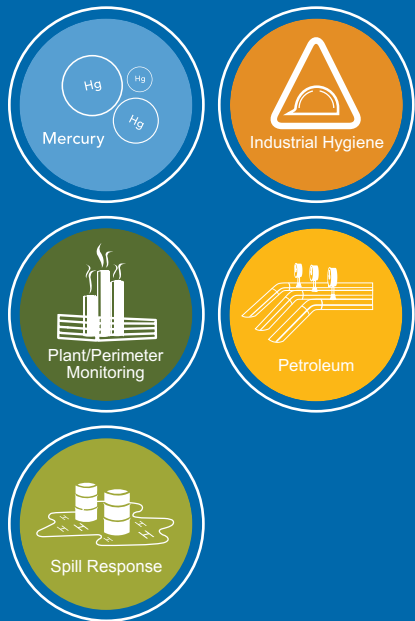 Hg
Hg
Hg
Mercury
Industrial Hygiene
Plant/Perimeter
Monitoring
Petroleum
Spill Response